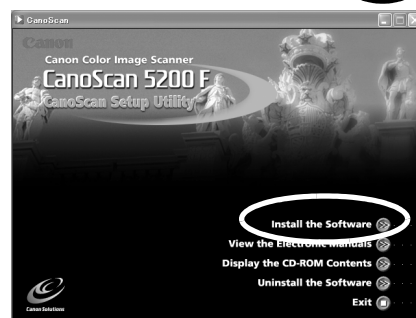 CanoScan
Canon
Canon Color Image Scanner
CanoScan 5200 F
CanoScan Setup Utility
Install the Software
View the Electronic Manuals
Display the CD-ROM Contents
Uninstall the Software
Exit
Canon Solutions